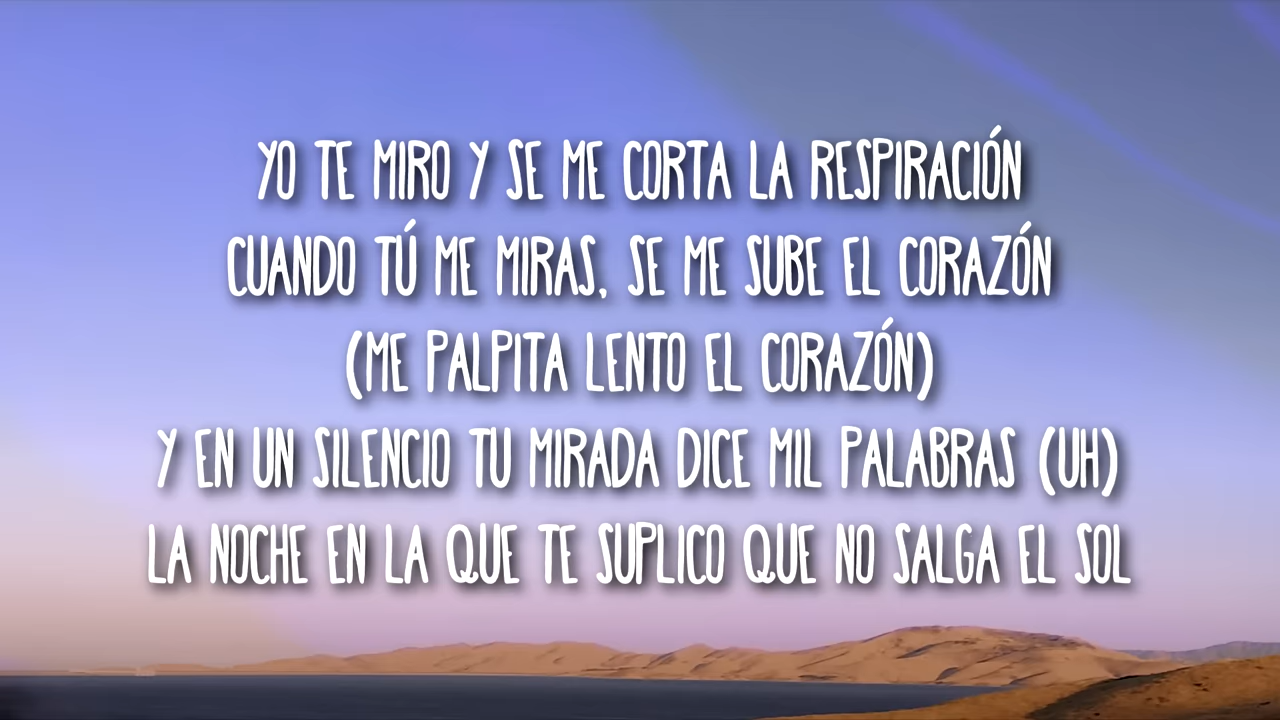 YO TE MIRO Y SE ME CORTA LA RESPIRACIÓN
CUANDO TÚ ME MIRAS, SE ME SUBE EL CORAZÓN
(ME PALPITA LENTO EL CORAZÓN)
Y EN UN SILENCIO TU MIRADA DICE MIL PALABRAS (UH)
LA NOCHE EN LA QUE TE SUPLICO QUE NO SALGA EL SOL